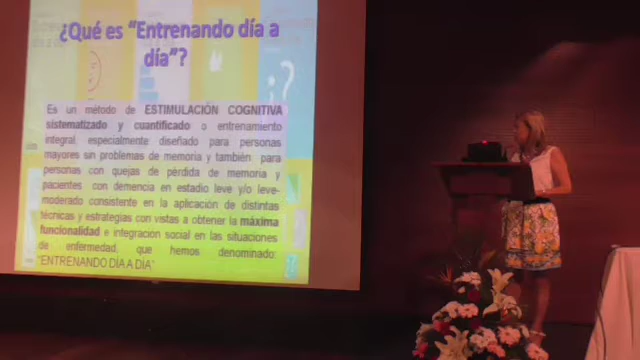 ¿Qué es "Entrenando día a
día"?
Es un método de ESTIMULACIÓN COGNITIVA
sistematizado y cuantificado o entrenamiento
integral, especialmente diseñado para personas
mayores sin problemas de memoria y también para
personas con quejas de pérdida de memoria y
pacientes con demencia en estadio leve y/o leve-
moderado consistente en la aplicación de distintas
técnicas y estrategias con vistas a obtener la máxima
funcionalidad e integracion social en las situaciones
de enfermedad, que hemos denominado:
"ENTRENANDO DÍA A DÍA"